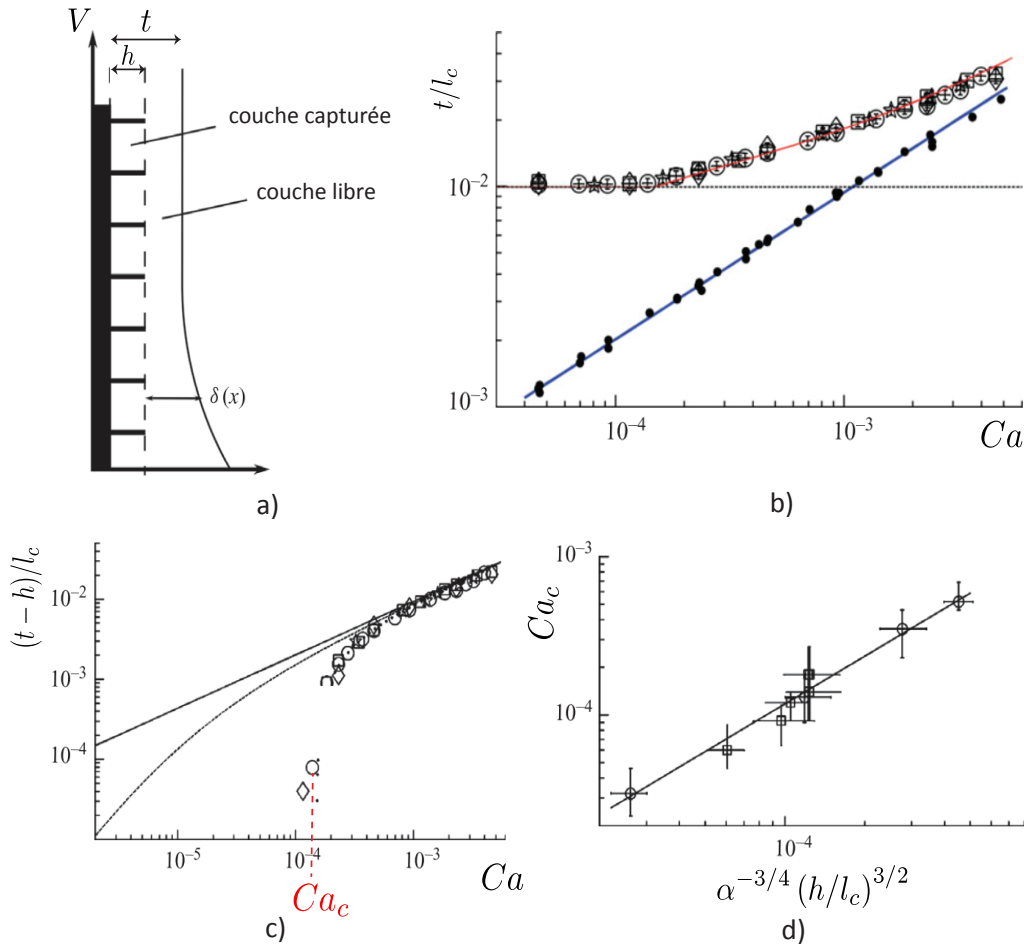 V
t
h
couche capturée
couche libre
δ(x)
a)
t/l_c
10⁻²
10⁻³
10⁻⁴
10⁻³
Ca
b)
(t − h)/l_c
10⁻²
10⁻³
10⁻⁴
10⁻⁵
10⁻⁴
10⁻³
Ca
Ca_c
c)
Ca_c
10⁻³
10⁻⁴
10⁻⁴
α^{-3/4} (h/l_c)^{3/2}
d)